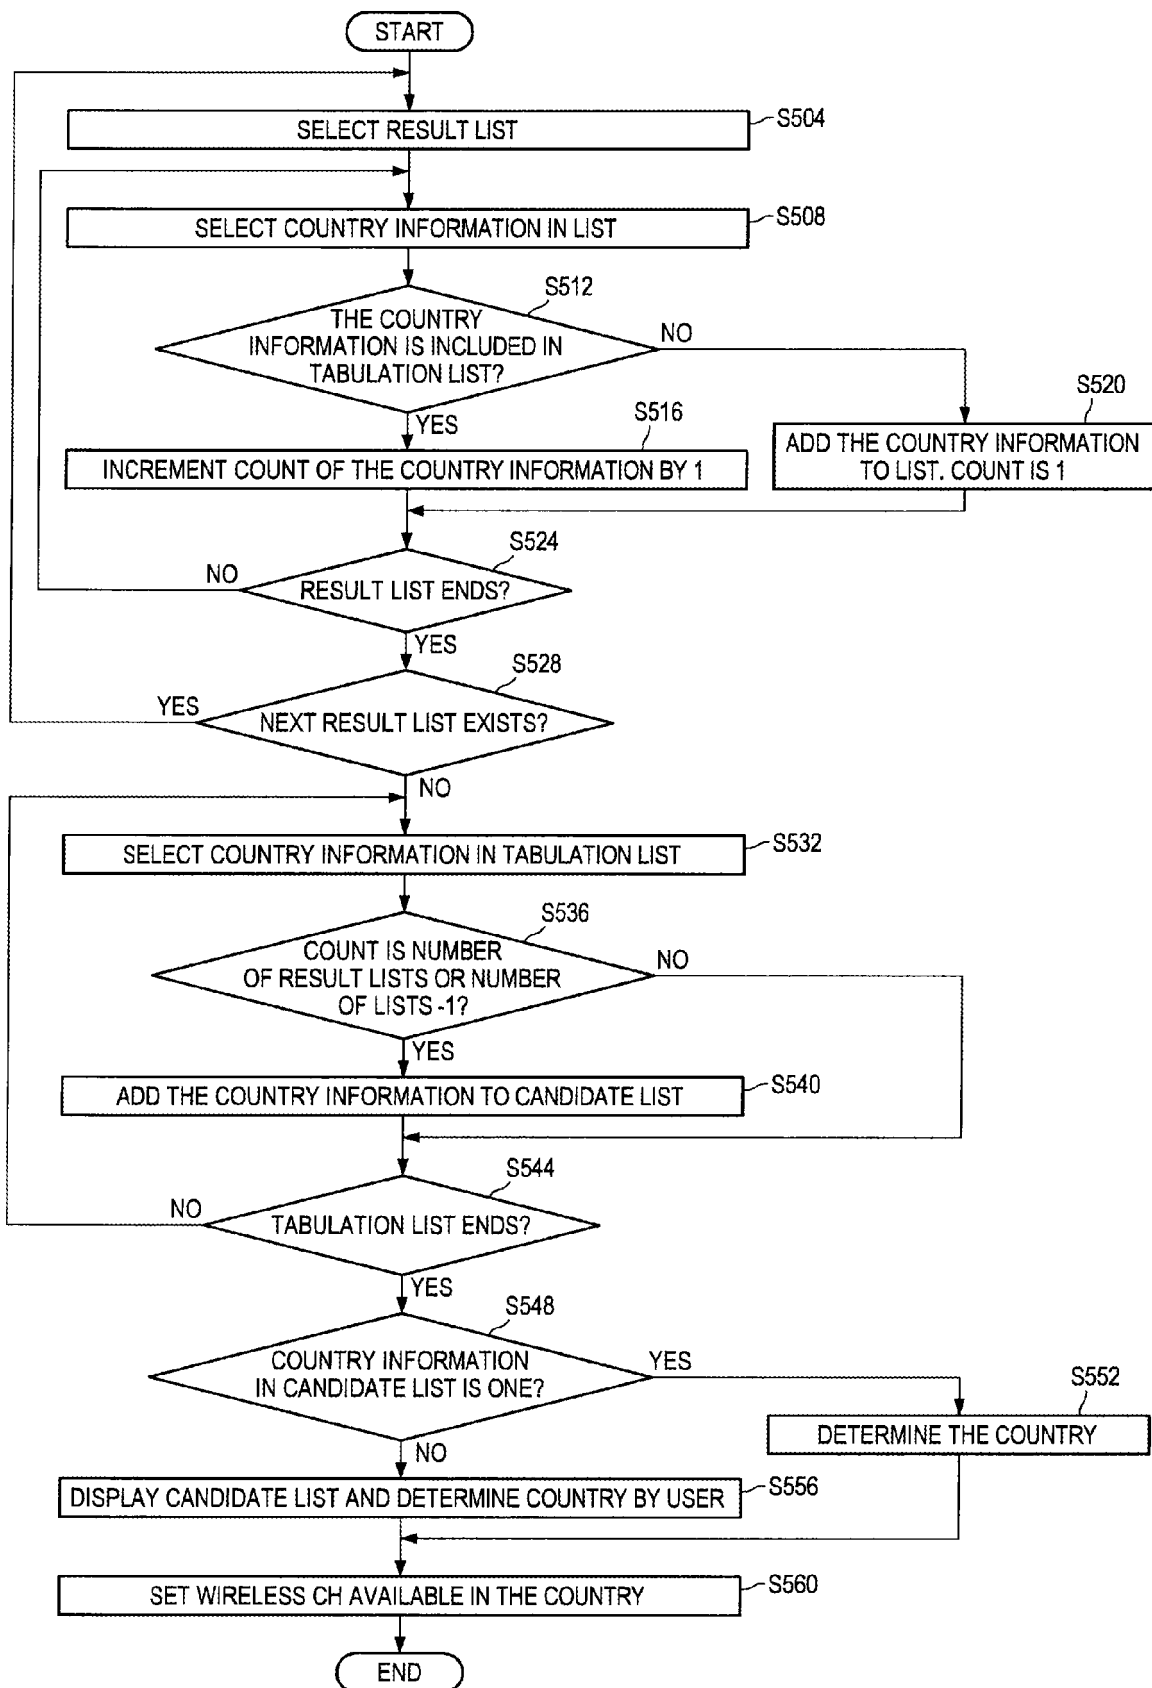 START
SELECT RESULT LIST
S504
SELECT COUNTRY INFORMATION IN LIST
S508
S512
THE COUNTRY
INFORMATION IS INCLUDED IN
TABULATION LIST?
NO
YES
S516
INCREMENT COUNT OF THE COUNTRY INFORMATION BY 1
S520
ADD THE COUNTRY INFORMATION
TO LIST. COUNT IS 1
S524
NO
RESULT LIST ENDS?
YES
S528
YES
NEXT RESULT LIST EXISTS?
NO
SELECT COUNTRY INFORMATION IN TABULATION LIST
S532
S536
COUNT IS NUMBER
OF RESULT LISTS OR NUMBER
OF LISTS -1?
NO
YES
ADD THE COUNTRY INFORMATION TO CANDIDATE LIST
S540
S544
NO
TABULATION LIST ENDS?
YES
S548
COUNTRY INFORMATION
IN CANDIDATE LIST IS ONE?
YES
S552
DETERMINE THE COUNTRY
NO
DISPLAY CANDIDATE LIST AND DETERMINE COUNTRY BY USER
S556
SET WIRELESS CH AVAILABLE IN THE COUNTRY
S560
END